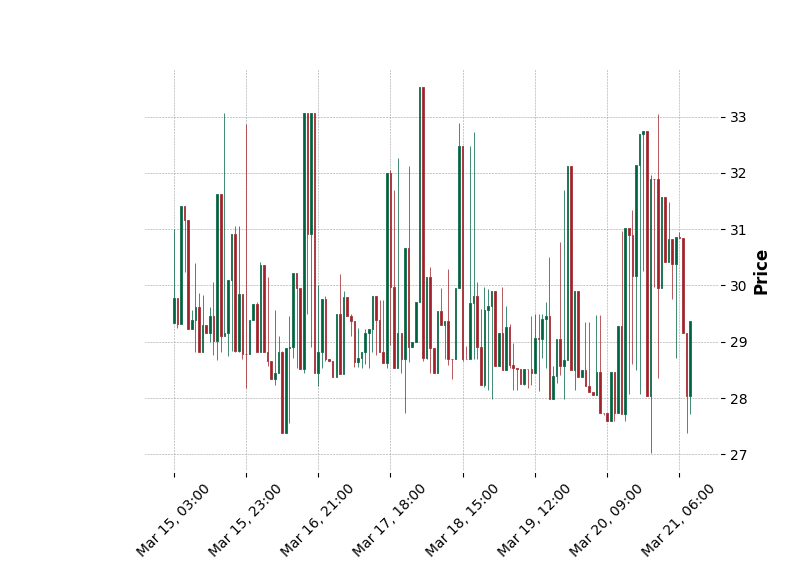 33
32
31
30
29
28
27
Price
Mar 15, 03:00
Mar 15, 23:00
Mar 16, 21:00
Mar 17, 18:00
Mar 18, 15:00
Mar 19, 12:00
Mar 20, 09:00
Mar 21, 06:00